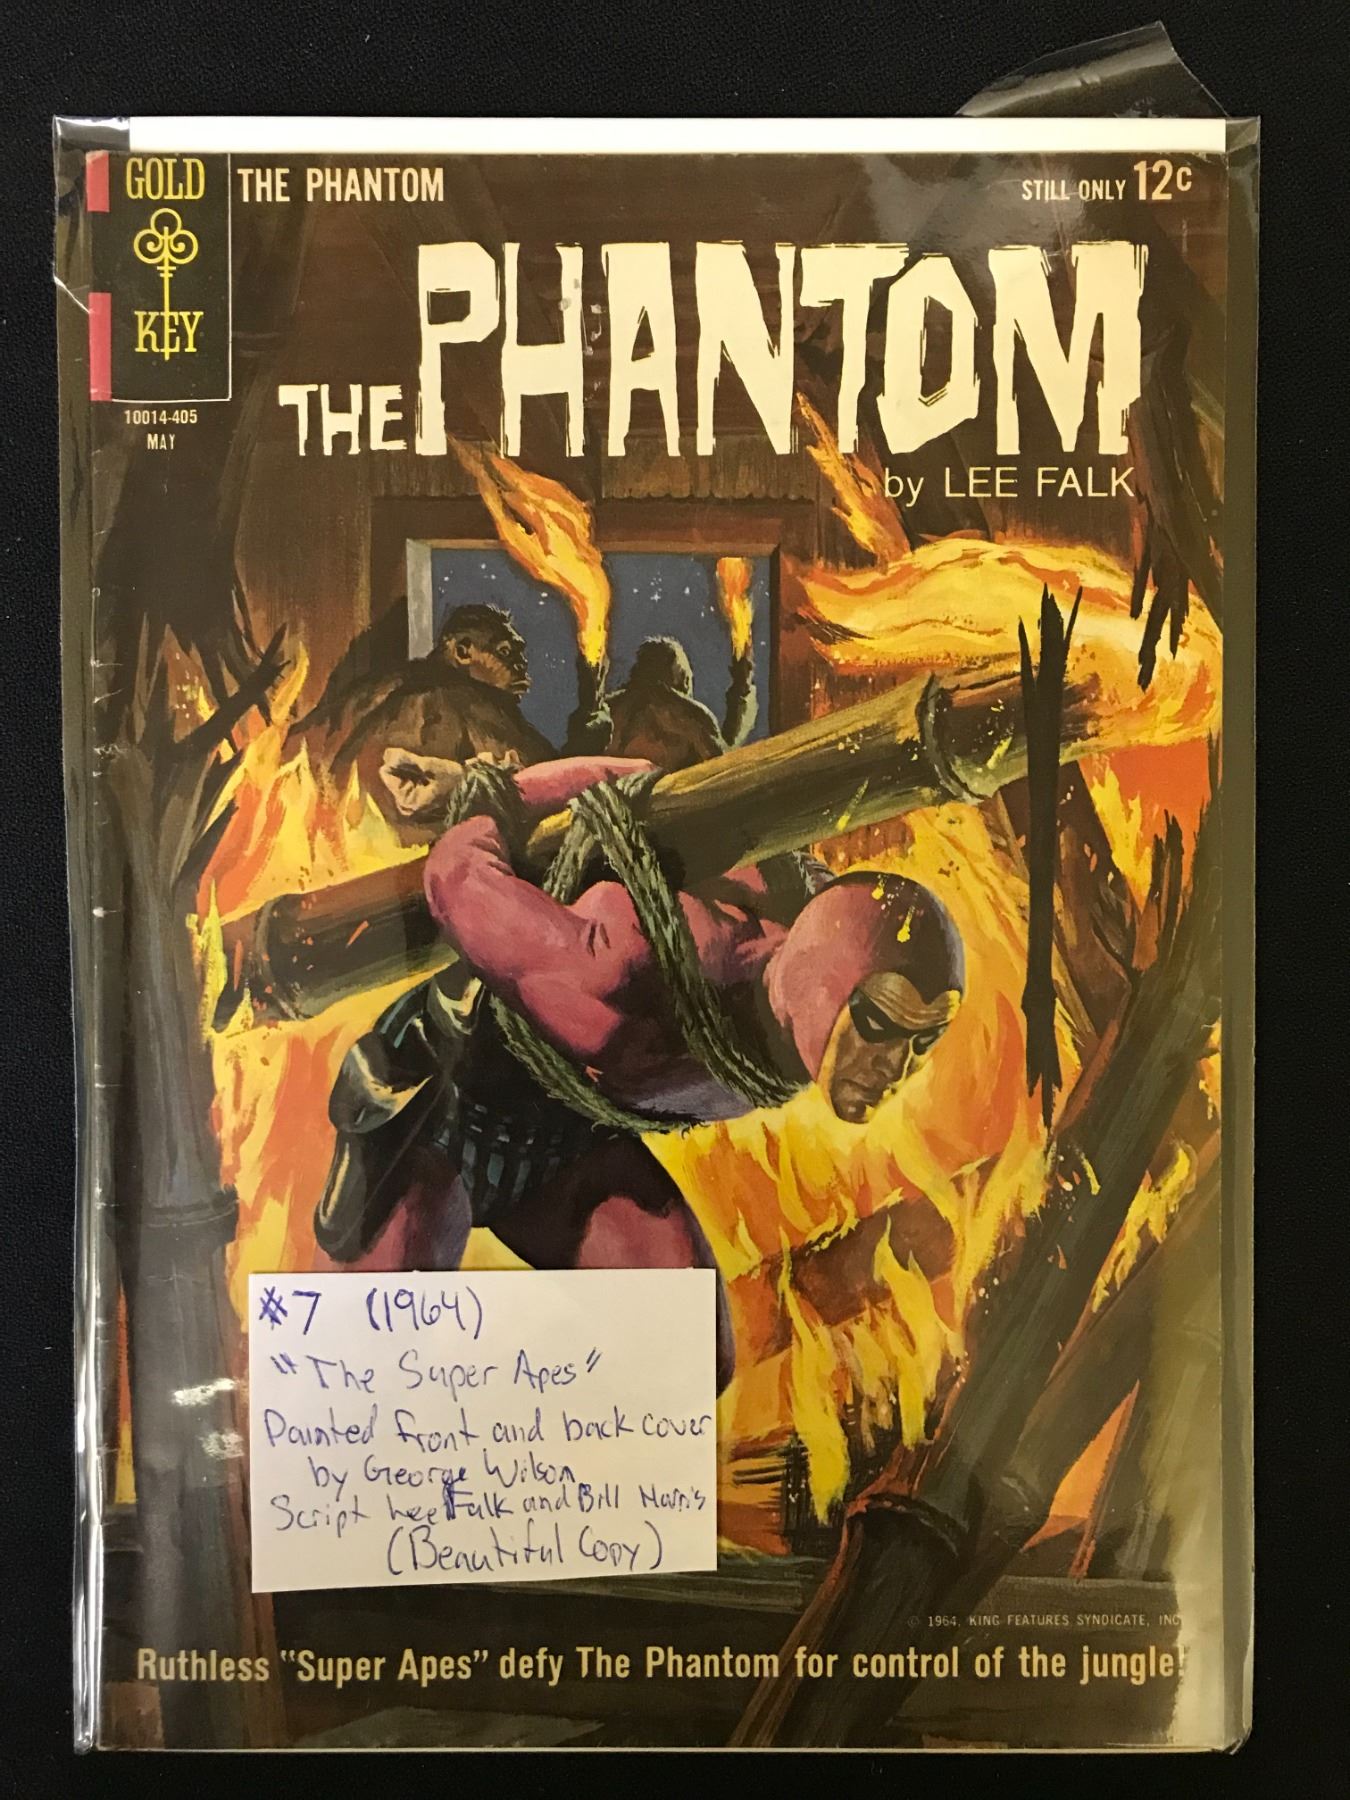 GOLD
KEY
THE PHANTOM
STILL ONLY 12¢
10014-405
MAY
THE PHANTOM
by LEE FALK
#7 (1964)
"The Super Apes"
Painted front and back cover
by George Wilson
Script Lee Falk and Bill Harris
(Beautiful Copy)
© 1964, KING FEATURES SYNDICATE, INC
Ruthless "Super Apes" defy The Phantom for control of the jungle!